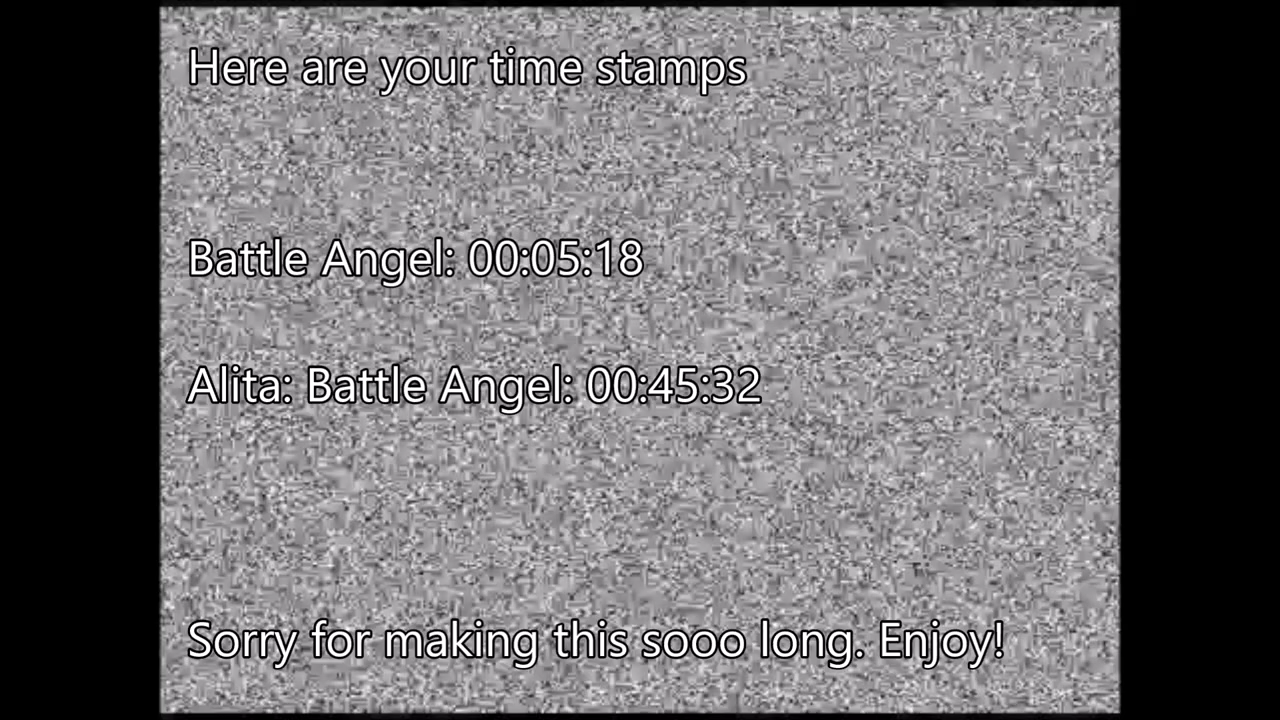 Here are your time stamps
Battle Angel: 00:05:18
Alita: Battle Angel: 00:45:32
Sorry for making this sooo long. Enjoy!